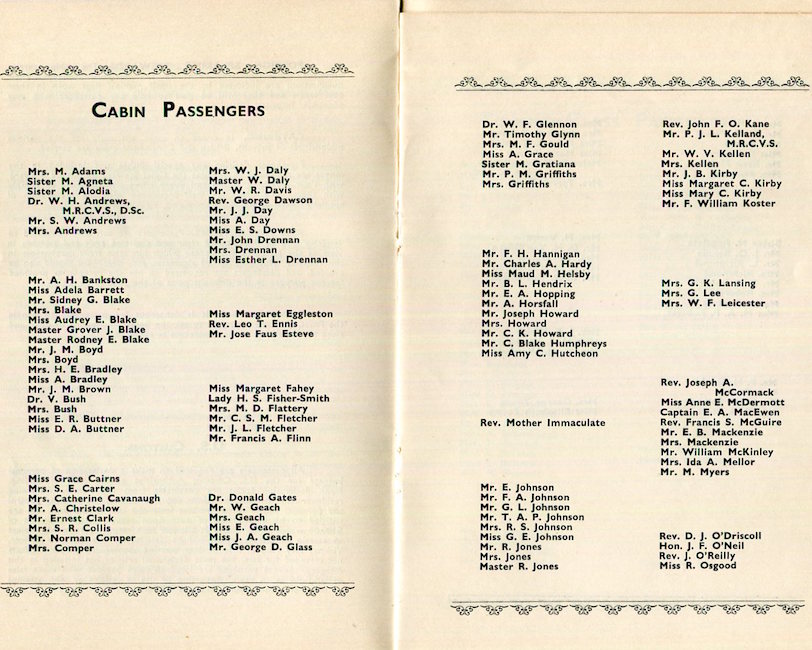 CABIN PASSENGERS
Mrs. M. Adams
Sister M. Agneta
Sister M. Alodia
Dr. W. H. Andrews,
M.R.C.V.S., D.Sc.
Mr. S. W. Andrews
Mrs. Andrews
Mr. A. H. Bankston
Miss Adela Barrett
Mr. Sidney G. Blake
Mrs. Blake
Miss Audrey E. Blake
Master Grover J. Blake
Master Rodney E. Blake
Mr. J. M. Boyd
Mrs. Boyd
Mrs. H. E. Bradley
Miss A. Bradley
Mr. J. M. Brown
Dr. V. Bush
Mrs. Bush
Miss E. R. Buttner
Miss D. A. Buttner
Miss Grace Cairns
Mrs. S. E. Carter
Mrs. Catherine Cavanaugh
Mr. A. Christelow
Mr. Ernest Clark
Mrs. S. R. Collis
Mr. Norman Comper
Mrs. Comper
Mrs. W. J. Daly
Master W. Daly
Mr. W. R. Davis
Rev. George Dawson
Mr. J. J. Day
Miss A. Day
Miss E. S. Downs
Mr. John Drennan
Mrs. Drennan
Miss Esther L. Drennan
Miss Margaret Eggleston
Rev. Leo T. Ennis
Mr. Jose Faus Esteve
Miss Margaret Fahey
Lady H. S. Fisher-Smith
Mrs. M. D. Flattery
Mr. C. S. M. Fletcher
Mr. J. L. Fletcher
Mr. Francis A. Flinn
Dr. Donald Gates
Mr. W. Geach
Mrs. Geach
Miss E. Geach
Miss J. A. Geach
Mr. George D. Glass
Dr. W. F. Glennon
Mr. Timothy Glynn
Mrs. M. F. Gould
Miss A. Grace
Sister M. Gratiana
Mr. P. M. Griffiths
Mrs. Griffiths
Mr. F. H. Hannigan
Mr. Charles A. Hardy
Miss Maud M. Helsby
Mr. B. L. Hendrix
Mr. E. A. Hopping
Mr. A. Horsfall
Mr. Joseph Howard
Mrs. Howard
Mr. C. K. Howard
Mr. C. Blake Humphreys
Miss Amy C. Hutcheon
Rev. Mother Immaculate
Mr. E. Johnson
Mr. F. A. Johnson
Mr. G. L. Johnson
Mr. T. A. P. Johnson
Mrs. R. S. Johnson
Miss G. E. Johnson
Mr. R. Jones
Mrs. Jones
Master R. Jones
Rev. John F. O. Kane
Mr. P. J. L. Kelland,
M.R.C.V.S.
Mr. W. V. Kellen
Mrs. Kellen
Mr. J. B. Kirby
Miss Margaret C. Kirby
Miss Mary C. Kirby
Mr. F. William Koster
Mrs. G. K. Lansing
Mrs. G. Lee
Mrs. W. F. Leicester
Rev. Joseph A.
McCormack
Miss Anne E. McDermott
Captain E. A. MacEwen
Rev. Francis S. McGuire
Mr. E. B. Mackenzie
Mrs. Mackenzie
Mr. William McKinley
Mrs. Ida A. Mellor
Mr. M. Myers
Rev. D. J. O'Driscoll
Hon. J. F. O'Neil
Rev. J. O'Reilly
Miss R. Osgood